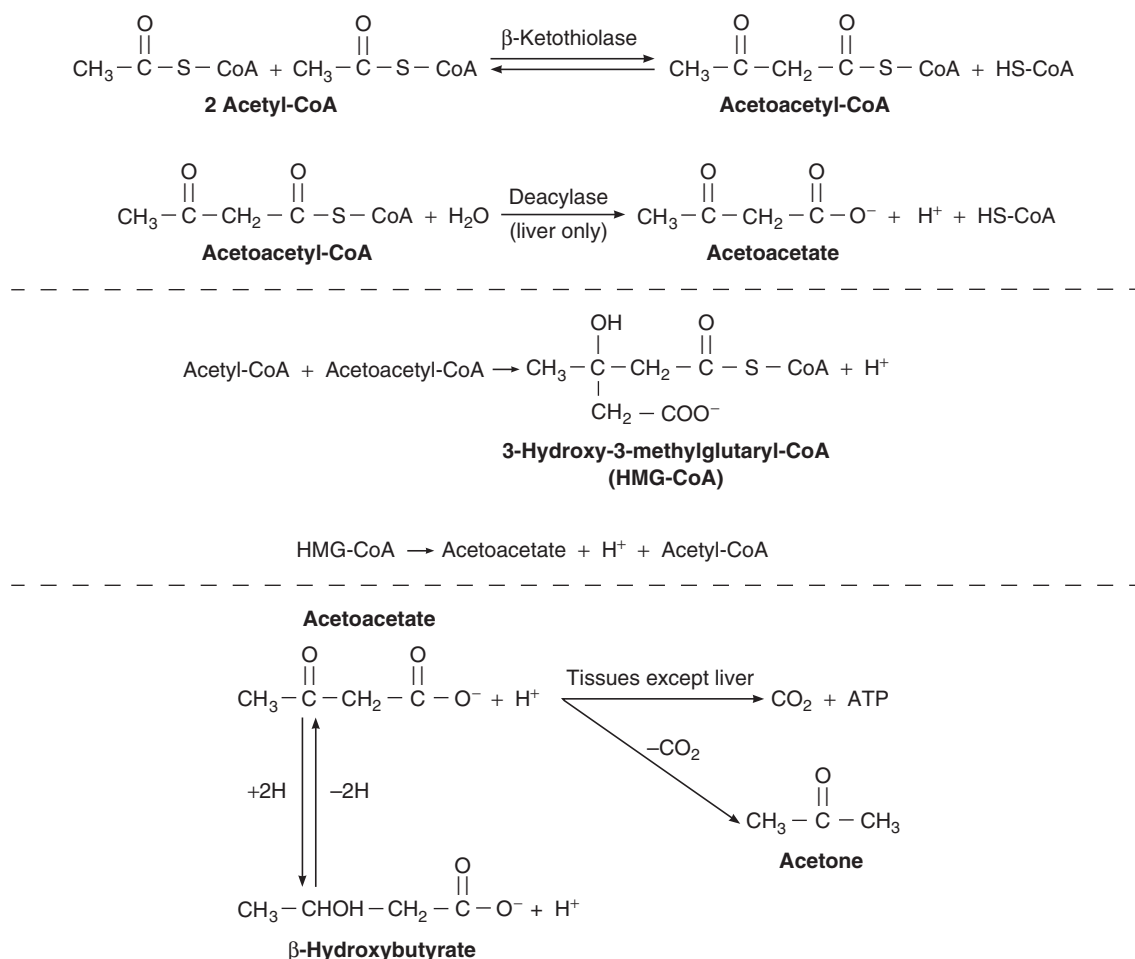 O O β-Ketothiolase O O
CH₃ – C – S – CoA + CH₃ – C – S – CoA CH₃ – C – CH₂ – C – S – CoA + HS-CoA
2 Acetyl-CoA Acetoacetyl-CoA
O O Deacylase O O
CH₃ – C – CH₂ – C – S – CoA + H₂O (liver only) CH₃ – C – CH₂ – C – O⁻ + H⁺ + HS-CoA
Acetoacetyl-CoA Acetoacetate
OH O
Acetyl-CoA + Acetoacetyl-CoA → CH₃ – C – CH₂ – C – S – CoA + H⁺
CH₂ – COO⁻
3-Hydroxy-3-methylglutaryl-CoA
(HMG-CoA)
HMG-CoA → Acetoacetate + H⁺ + Acetyl-CoA
Acetoacetate
O O
CH₃ – C – CH₂ – C – O⁻ + H⁺ Tissues except liver CO₂ + ATP
–CO₂
+2H –2H
O
CH₃ – C – CH₃
Acetone
O
CH₃ – CHOH – CH₂ – C – O⁻ + H⁺
β-Hydroxybutyrate